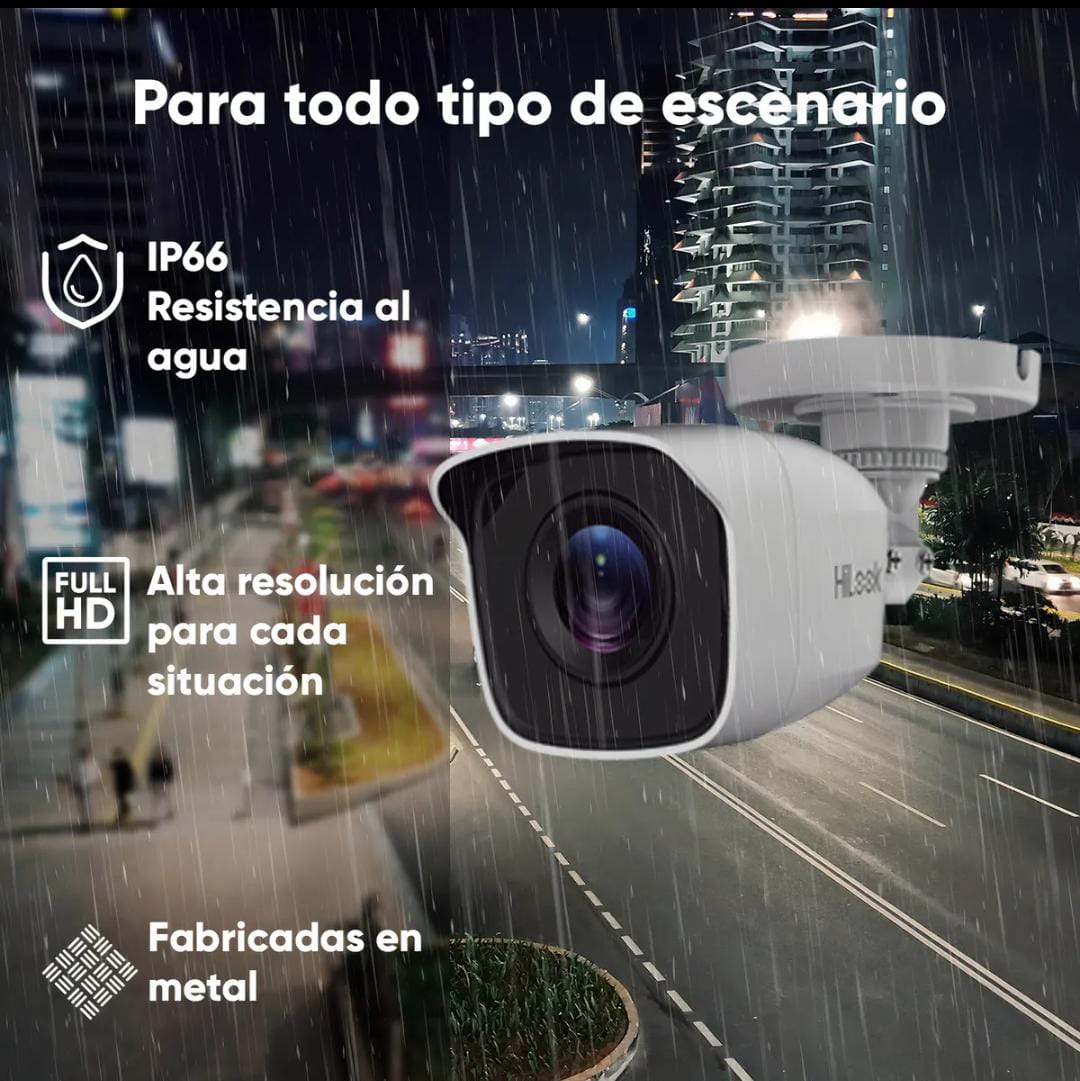 Para todo tipo de escenario
IP66
Resistencia al
agua
FULL
HD
Alta resolución
para cada
situación
HiLook
Fabricadas en
metal